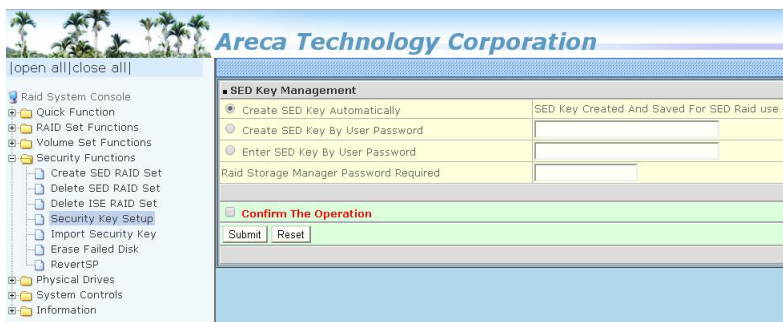 Areca Technology Corporation
|open all|close all|
Raid System Console
Quick Function
RAID Set Functions
Volume Set Functions
Security Functions
Create SED RAID Set
Delete SED RAID Set
Delete ISE RAID Set
Security Key Setup
Import Security Key
Erase Failed Disk
RevertSP
Physical Drives
System Controls
Information
SED Key Management
Create SED Key Automatically
SED Key Created And Saved For SED Raid use
Create SED Key By User Password
Enter SED Key By User Password
Raid Storage Manager Password Required
Confirm The Operation
Submit Reset